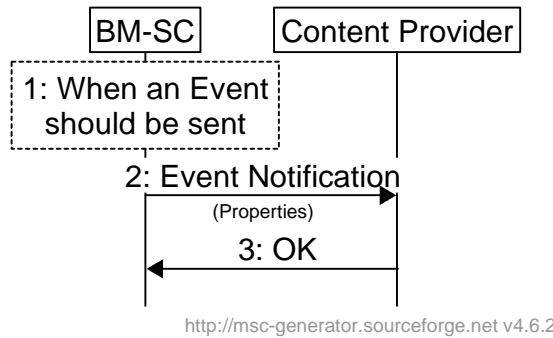 BM-SC
Content Provider
1: When an Event
should be sent
2: Event Notification
(Properties)
3: OK
http://msc-generator.sourceforge.net v4.6.2